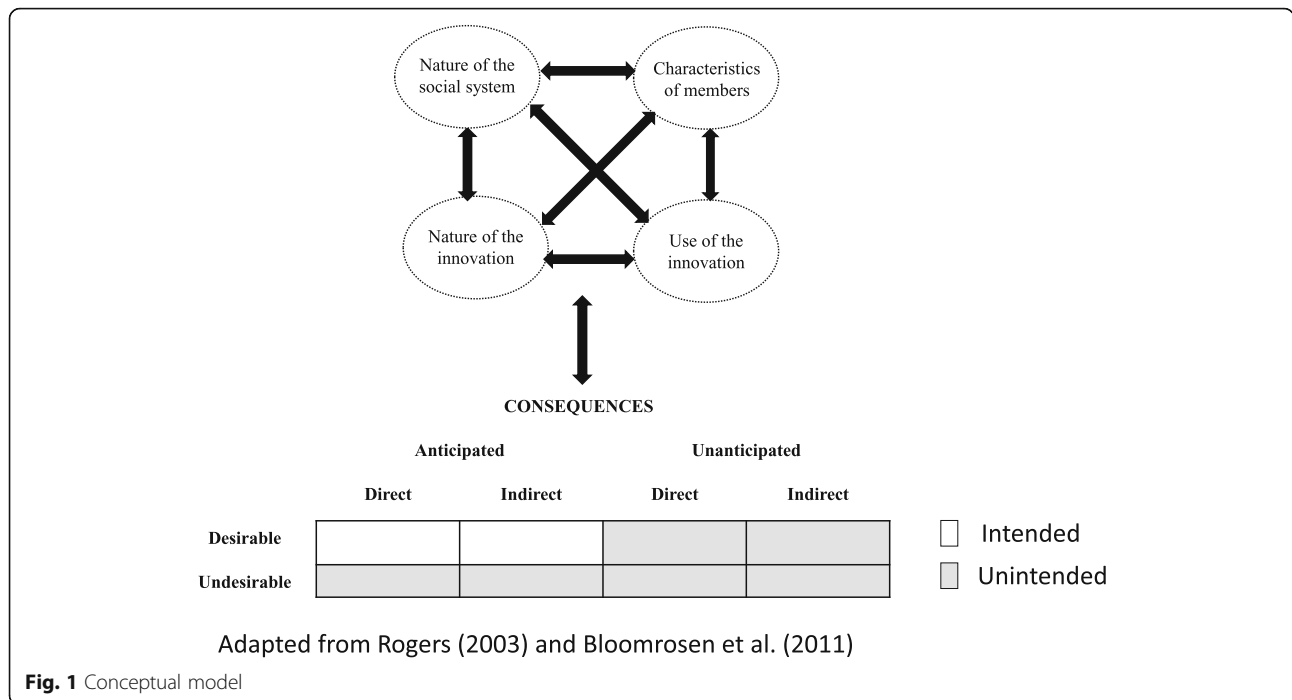 Nature of the
social system
Characteristics
of members
Nature of the
innovation
Use of the
innovation
CONSEQUENCES
Anticipated Unanticipated
Direct Indirect Direct Indirect
Desirable
Undesirable
Intended
Unintended
Adapted from Rogers (2003) and Bloomrosen et al. (2011)
Fig. 1 Conceptual model